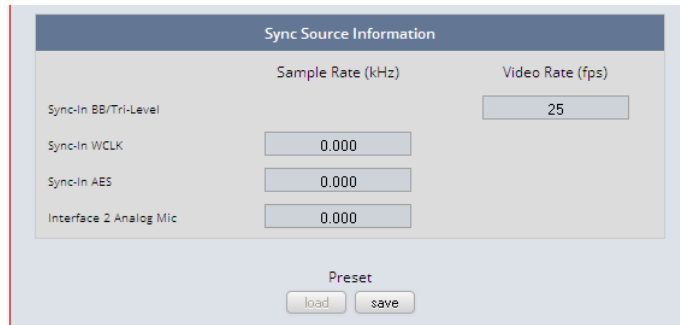 Sync Source Information
Sample Rate (kHz) Video Rate (fps)
Sync-In BB/Tri-Level 25
Sync-In WCLK 0.000
Sync-In AES 0.000
Interface 2 Analog Mic 0.000
Preset
load save